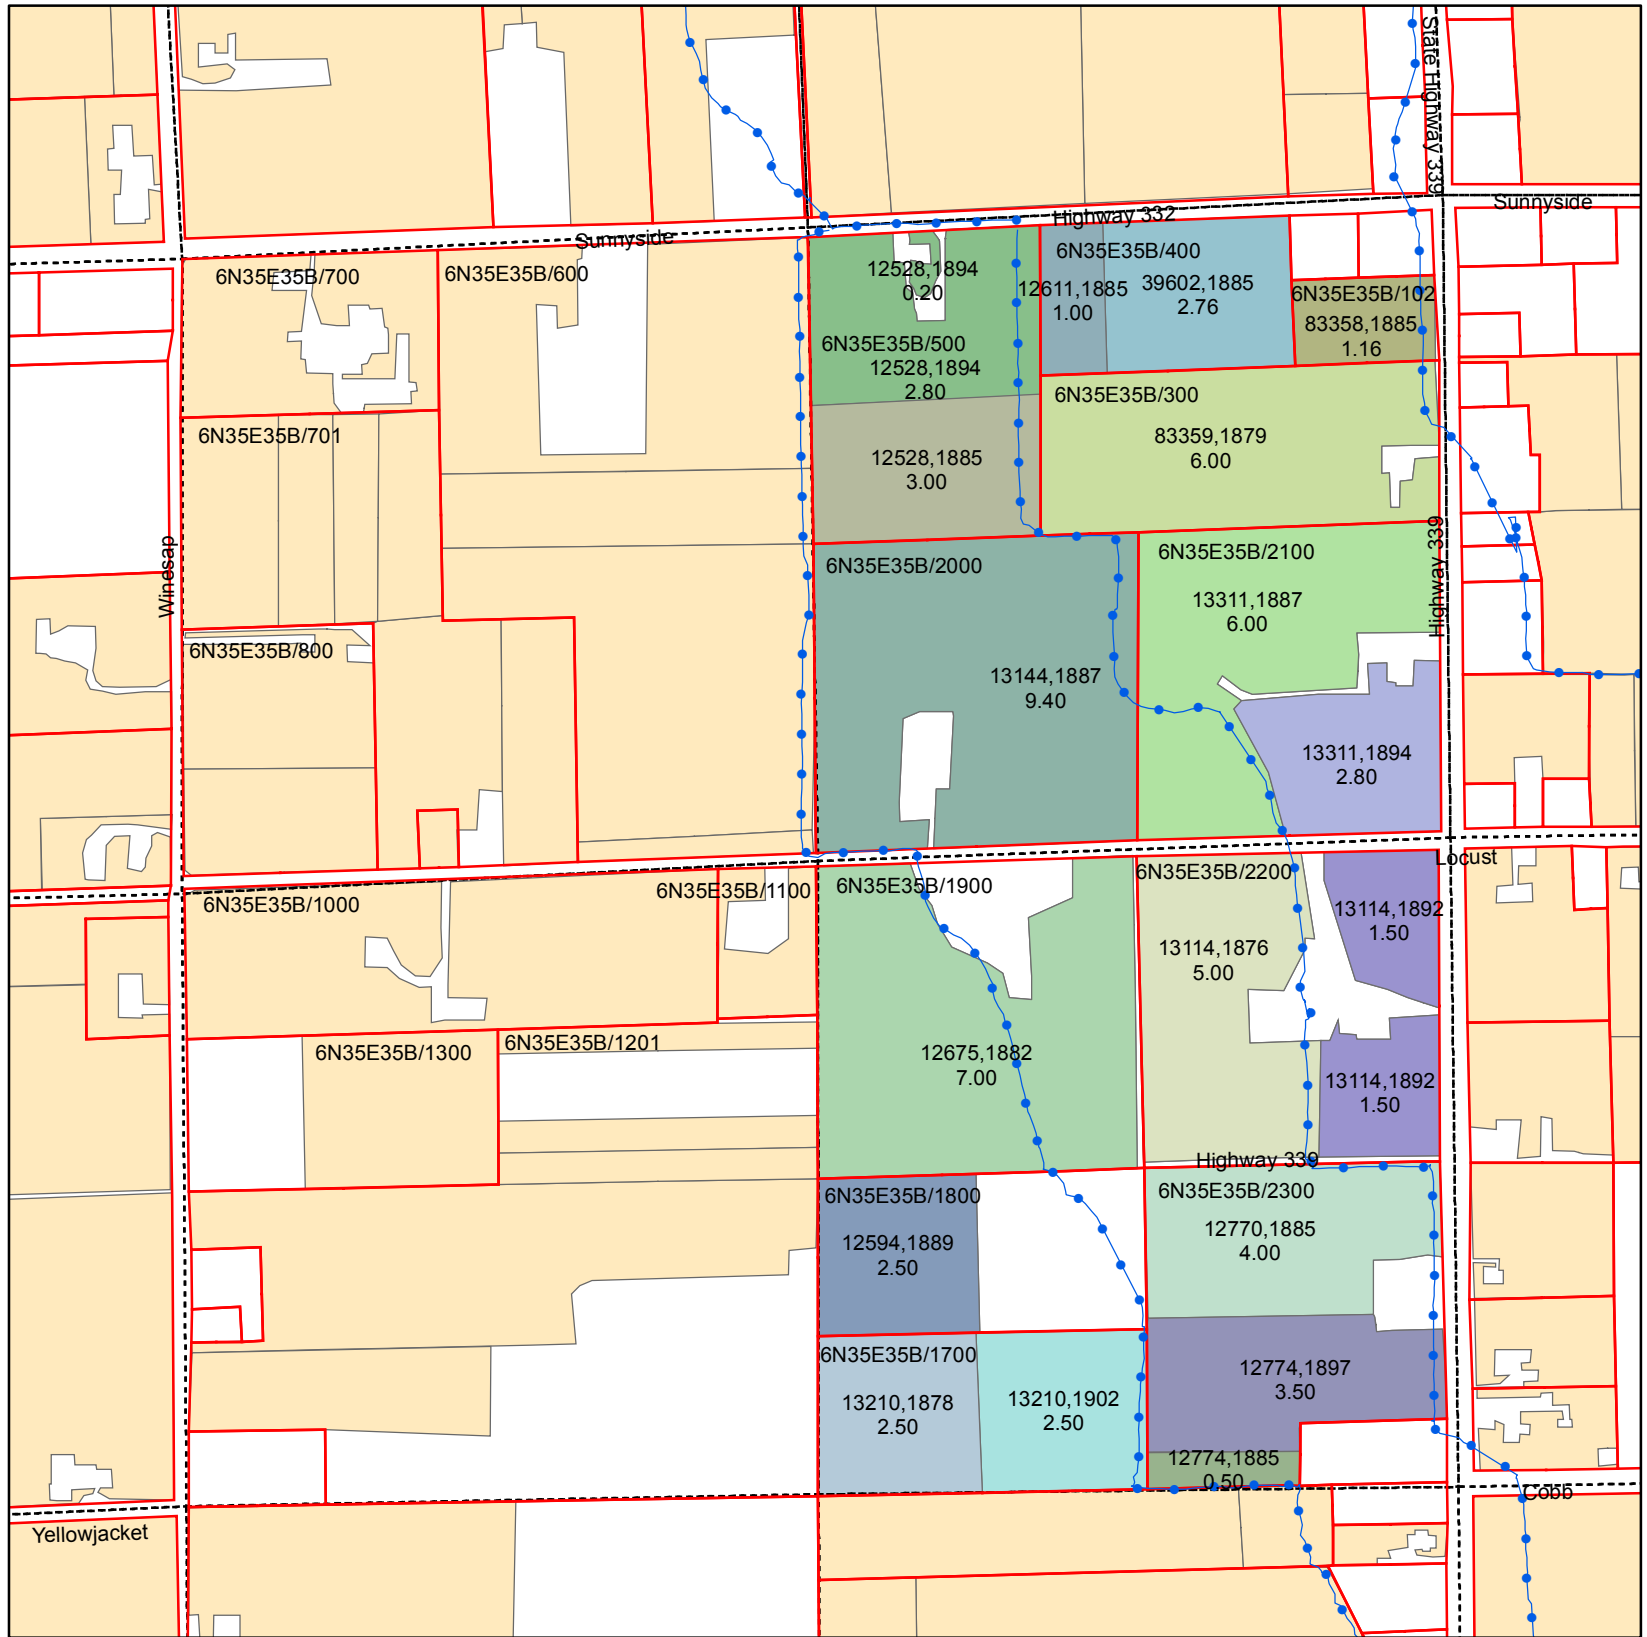 State Highway 339
Sunnyside
Highway 332
Sunnyside
6N35E35B/700
6N35E35B/600
12528,1894
0.20
6N35E35B/400
12611,1885
1.00
39602,1885
2.76
6N35E35B/102
83358,1885
1.16
6N35E35B/500
12528,1894
2.80
6N35E35B/300
83359,1879
6.00
6N35E35B/701
12528,1885
3.00
Winesap
Highway 339
6N35E35B/2000
6N35E35B/2100
13311,1887
6.00
6N35E35B/800
13144,1887
9.40
13311,1894
2.80
Locust
6N35E35B/1000
6N35E35B/1100
6N35E35B/1900
6N35E35B/2200
13114,1892
1.50
13114,1876
5.00
6N35E35B/1300
6N35E35B/1201
12675,1882
7.00
13114,1892
1.50
Highway 339
6N35E35B/1800
6N35E35B/2300
12594,1889
2.50
12770,1885
4.00
6N35E35B/1700
13210,1878
2.50
13210,1902
2.50
12774,1897
3.50
12774,1885
0.50
Cobb
Yellowjacket